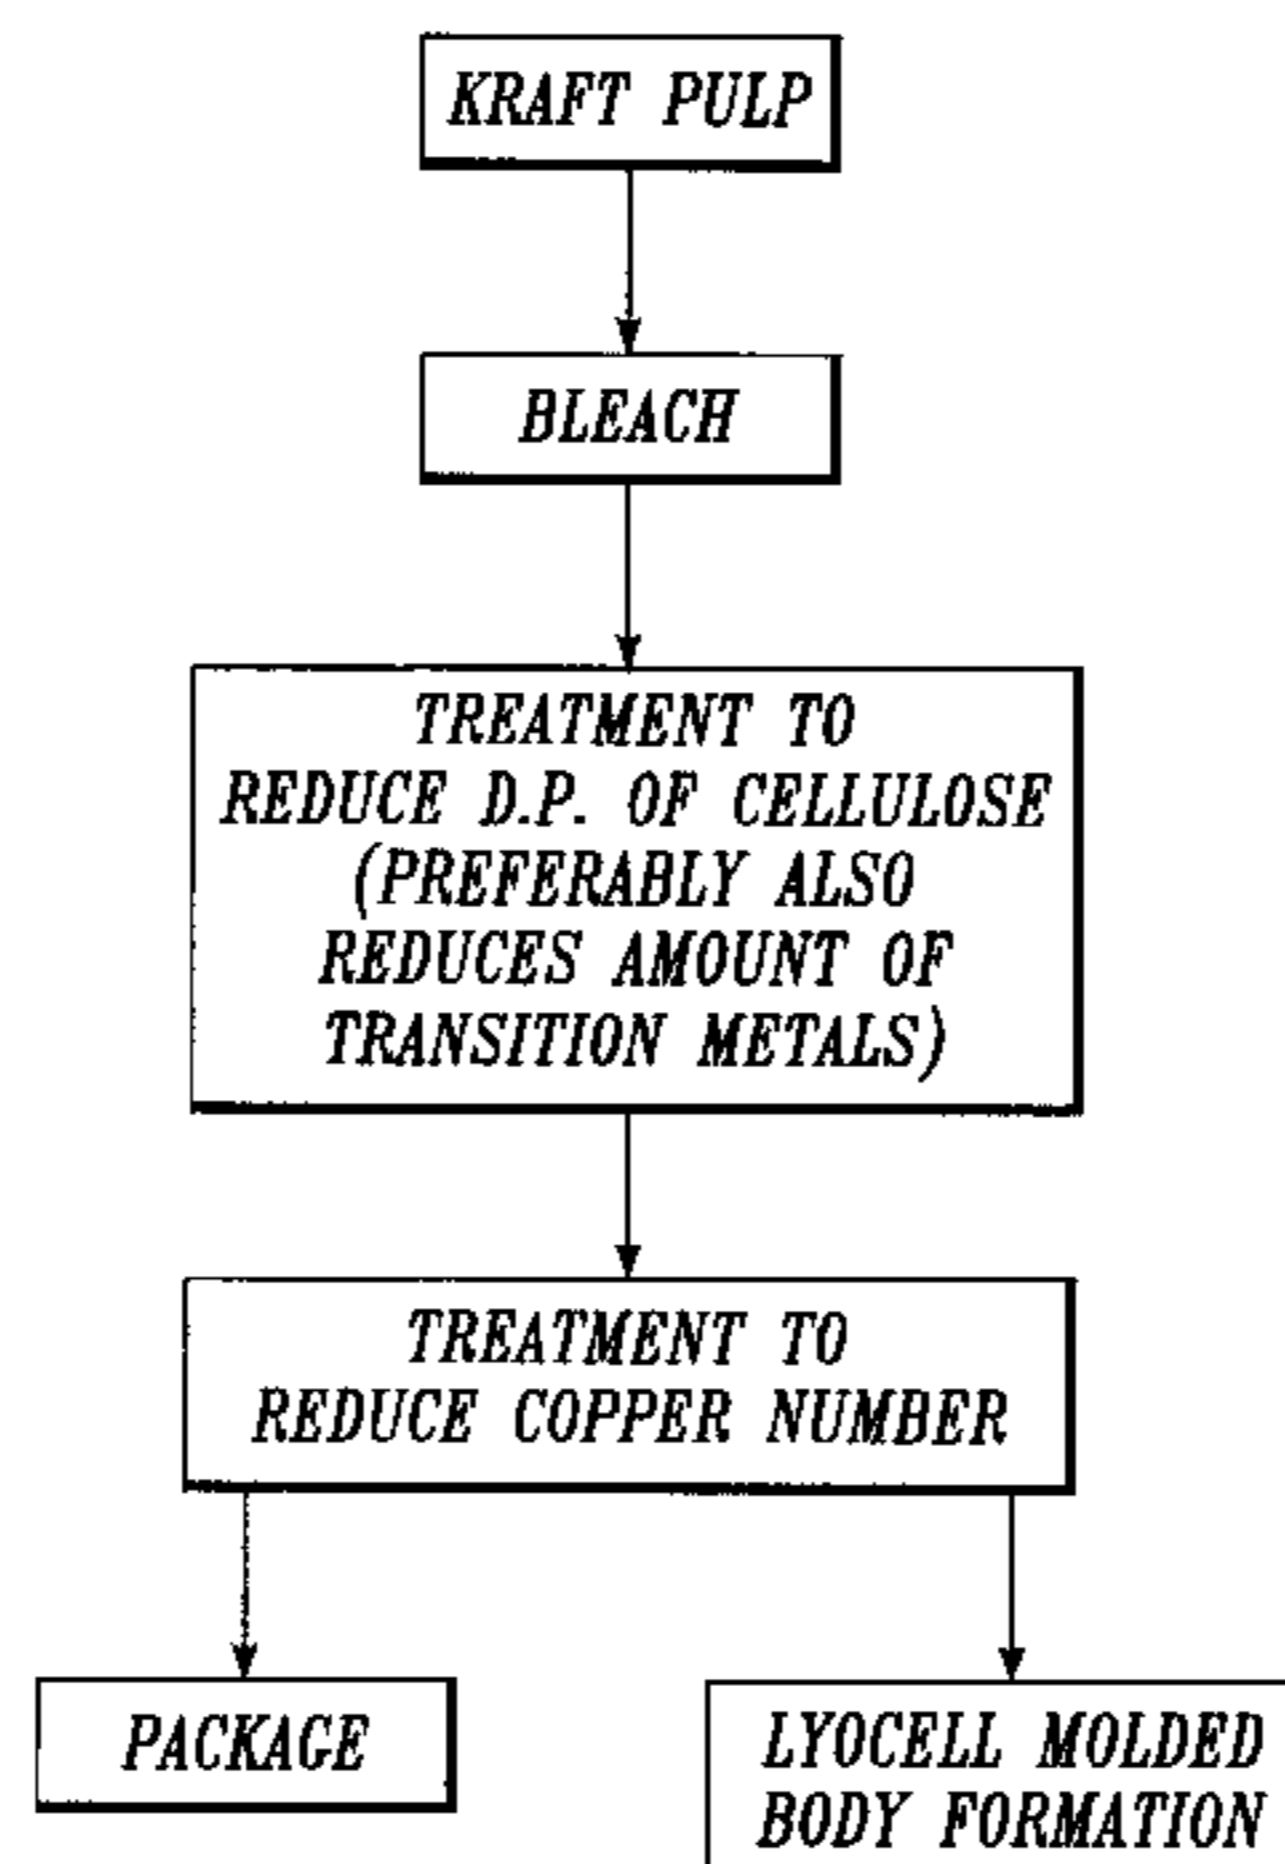 KRAFT PULP
BLEACH
TREATMENT TO
REDUCE D.P. OF CELLULOSE
(PREFERABLY ALSO
REDUCES AMOUNT OF
TRANSITION METALS)
TREATMENT TO
REDUCE COPPER NUMBER
PACKAGE
LYOCELL MOLDED
BODY FORMATION